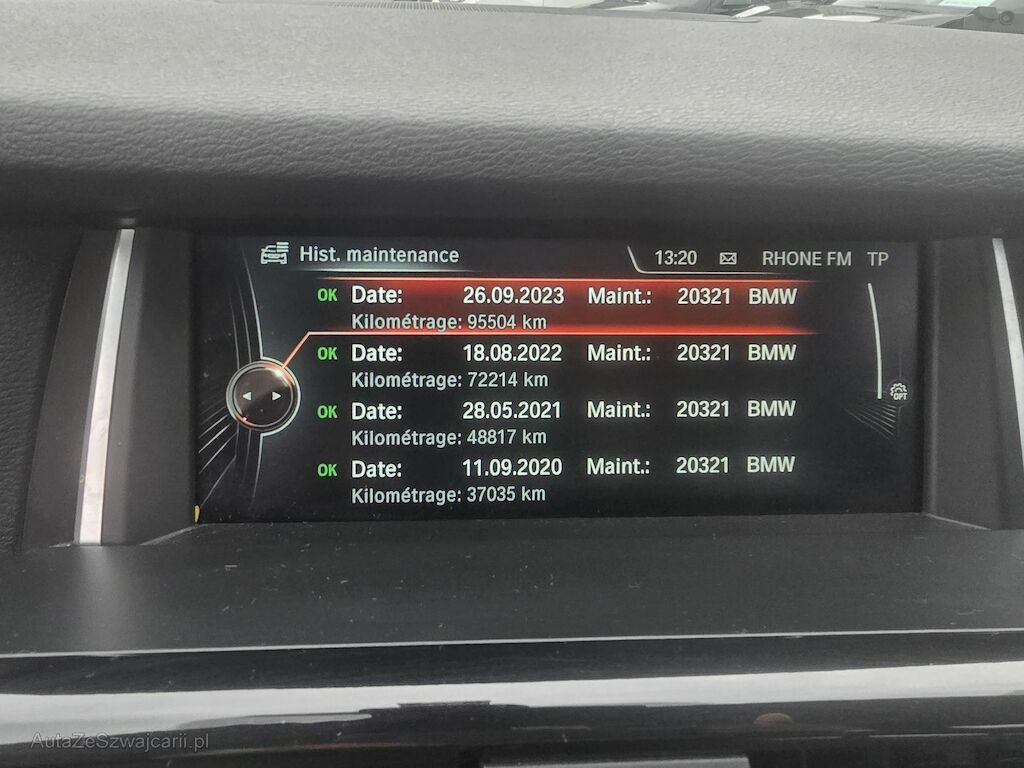 Hist. maintenance 13:20 RHONE FM TP
OK Date: 26.09.2023 Maint.: 20321 BMW
Kilométrage: 95504 km
OK Date: 18.08.2022 Maint.: 20321 BMW
Kilométrage: 72214 km
OK Date: 28.05.2021 Maint.: 20321 BMW
Kilométrage: 48817 km
OK Date: 11.09.2020 Maint.: 20321 BMW
Kilométrage: 37035 km
OPT
AutaZeSzwajcarii.pl